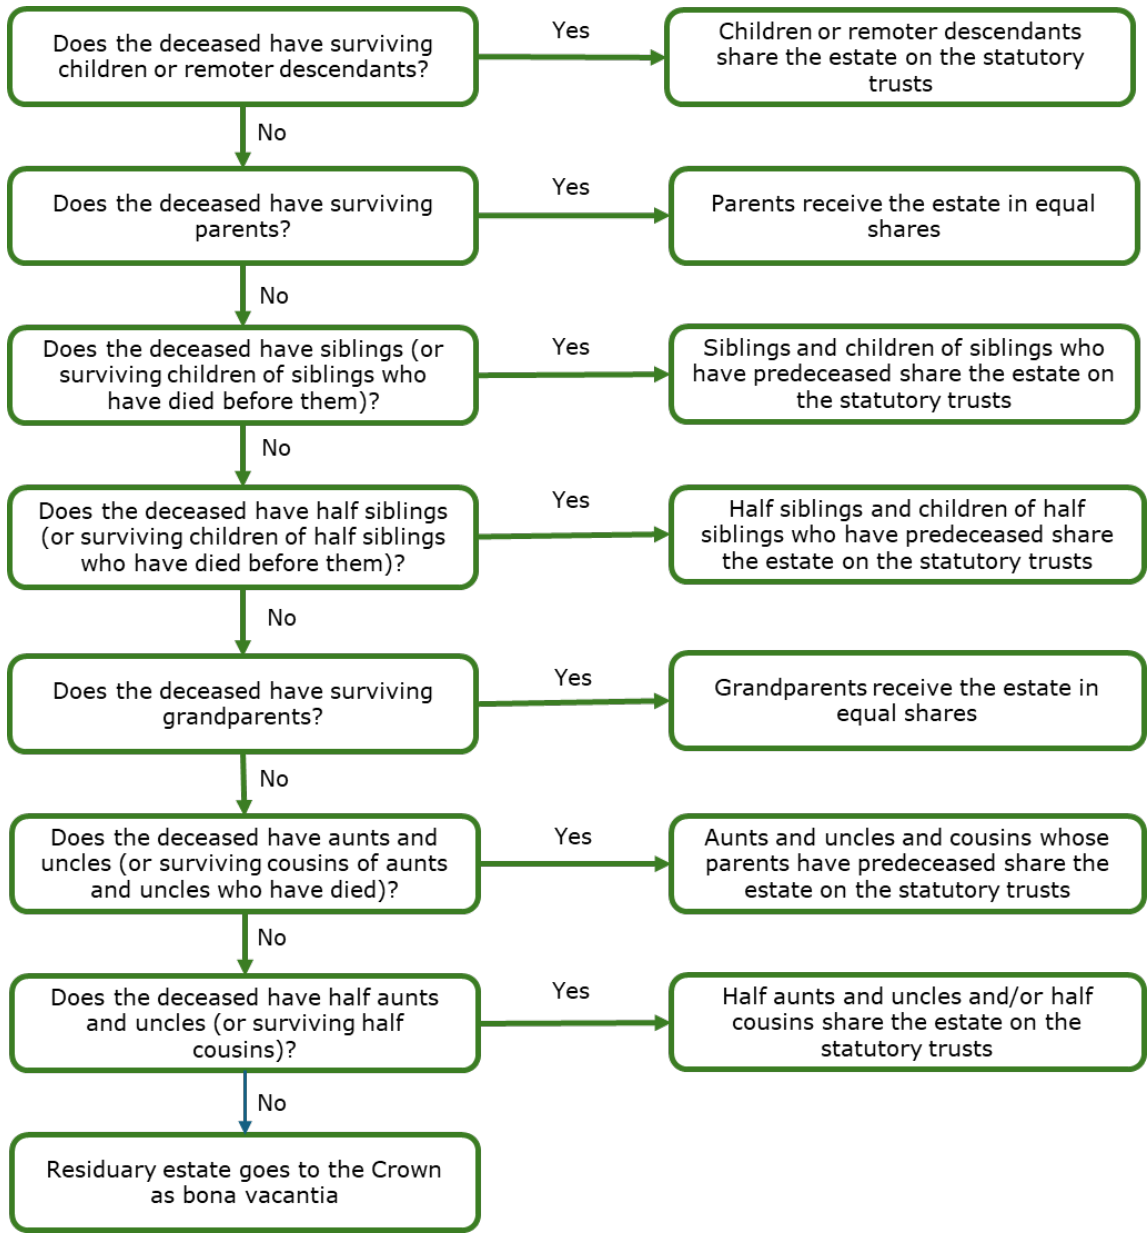 Does the deceased have surviving
children or remoter descendants?
Yes
Children or remoter descendants
share the estate on the statutory
trusts
No
Does the deceased have surviving
parents?
Yes
Parents receive the estate in equal
shares
No
Does the deceased have siblings (or
surviving children of siblings who
have died before them)?
Yes
Siblings and children of siblings who
have predeceased share the estate on
the statutory trusts
No
Does the deceased have half siblings
(or surviving children of half siblings
who have died before them)?
Yes
Half siblings and children of half
siblings who have predeceased share
the estate on the statutory trusts
No
Does the deceased have surviving
grandparents?
Yes
Grandparents receive the estate in
equal shares
No
Does the deceased have aunts and
uncles (or surviving cousins of aunts
and uncles who have died)?
Yes
Aunts and uncles and cousins whose
parents have predeceased share the
estate on the statutory trusts
No
Does the deceased have half aunts
and uncles (or surviving half
cousins)?
Yes
Half aunts and uncles and/or half
cousins share the estate on the
statutory trusts
No
Residuary estate goes to the Crown
as bona vacantia